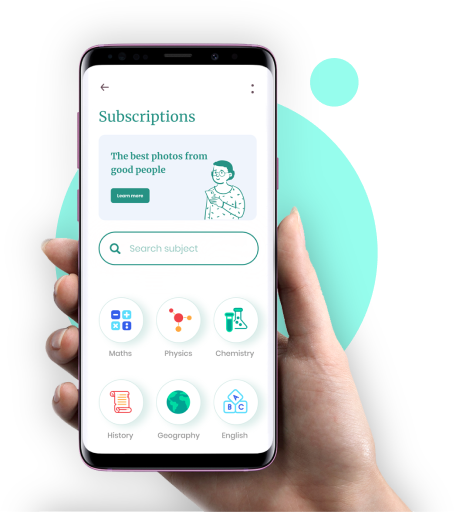 Subscriptions
The best photos from
good people
Learn more
Search subject
Maths Physics Chemistry
History Geography English
B C